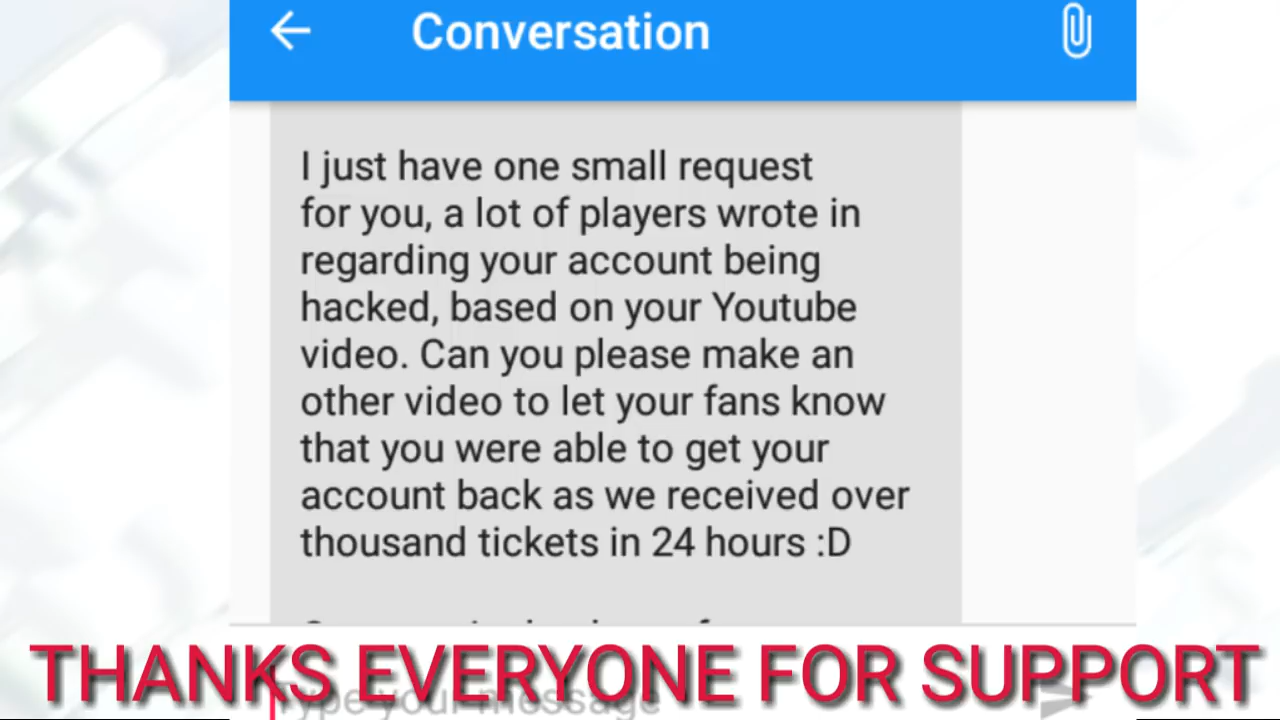 Conversation
I just have one small request
for you, a lot of players wrote in
regarding your account being
hacked, based on your Youtube
video. Can you please make an
other video to let your fans know
that you were able to get your
account back as we received over
thousand tickets in 24 hours :D
THANKS EVERYONE FOR SUPPORT
Type your message